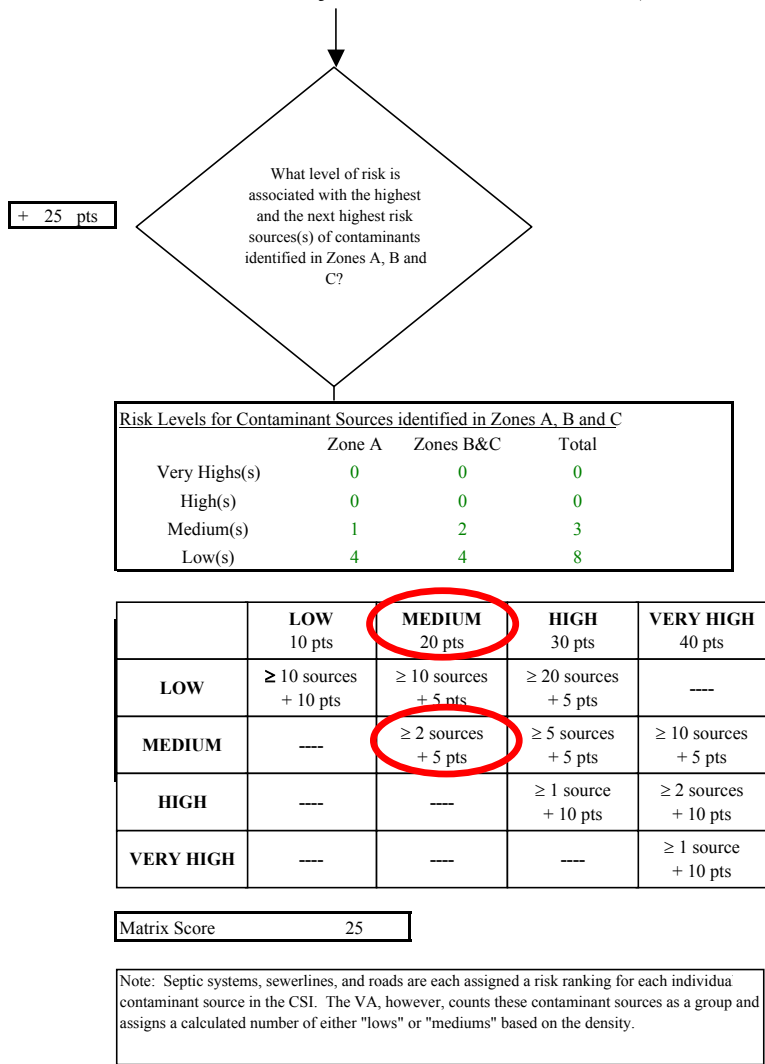 What level of risk is
associated with the highest
and the next highest risk
sources(s) of contaminants
identified in Zones A, B and
C?
+ 25 pts
Risk Levels for Contaminant Sources identified in Zones A, B and C
Zone A Zones B&C Total
Very Highs(s) 0 0 0
High(s) 0 0 0
Medium(s) 1 2 3
Low(s) 4 4 8
LOW MEDIUM HIGH VERY HIGH
10 pts 20 pts 30 pts 40 pts
LOW ≥ 10 sources ≥ 10 sources ≥ 20 sources ----
+ 10 pts + 5 pts + 5 pts
MEDIUM ---- ≥ 2 sources ≥ 5 sources ≥ 10 sources
+ 5 pts + 5 pts + 5 pts
HIGH ---- ---- ≥ 1 source ≥ 2 sources
+ 10 pts + 10 pts
VERY HIGH ---- ---- ---- ≥ 1 source
+ 10 pts
Matrix Score 25
Note: Septic systems, sewerlines, and roads are each assigned a risk ranking for each individua
contaminant source in the CSI. The VA, however, counts these contaminant sources as a group and
assigns a calculated number of either "lows" or "mediums" based on the density.